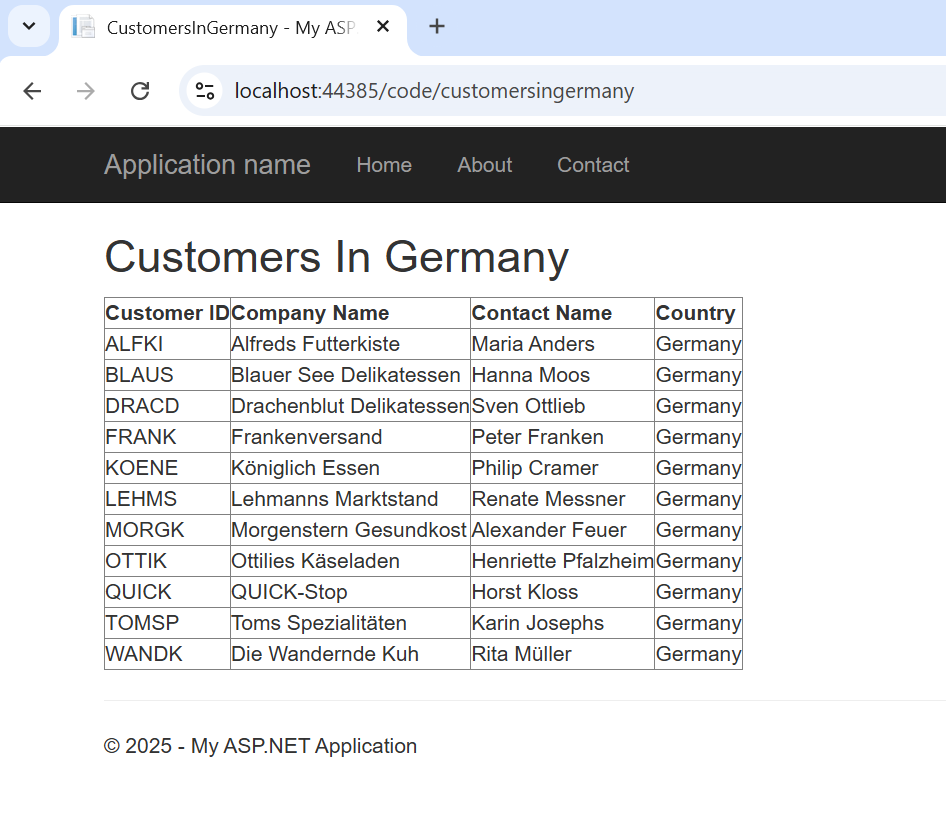 CustomersInGermany - My ASP
localhost:44385/code/customersingermany
Application name Home About Contact
Customers In Germany
Customer ID Company Name Contact Name Country
ALFKI Alfreds Futterkiste Maria Anders Germany
BLAUS Blauer See Delikatessen Hanna Moos Germany
DRACD Drachenblut Delikatessen Sven Ottlieb Germany
FRANK Frankenversand Peter Franken Germany
KOENE Königlich Essen Philip Cramer Germany
LEHMS Lehmanns Marktstand Renate Messner Germany
MORGK Morgenstern Gesundkost Alexander Feuer Germany
OTTIK Ottilies Käseladen Henriette Pfalzheim Germany
QUICK QUICK-Stop Horst Kloss Germany
TOMSP Toms Spezialitäten Karin Josephs Germany
WANDK Die Wandernde Kuh Rita Müller Germany
© 2025 - My ASP.NET Application